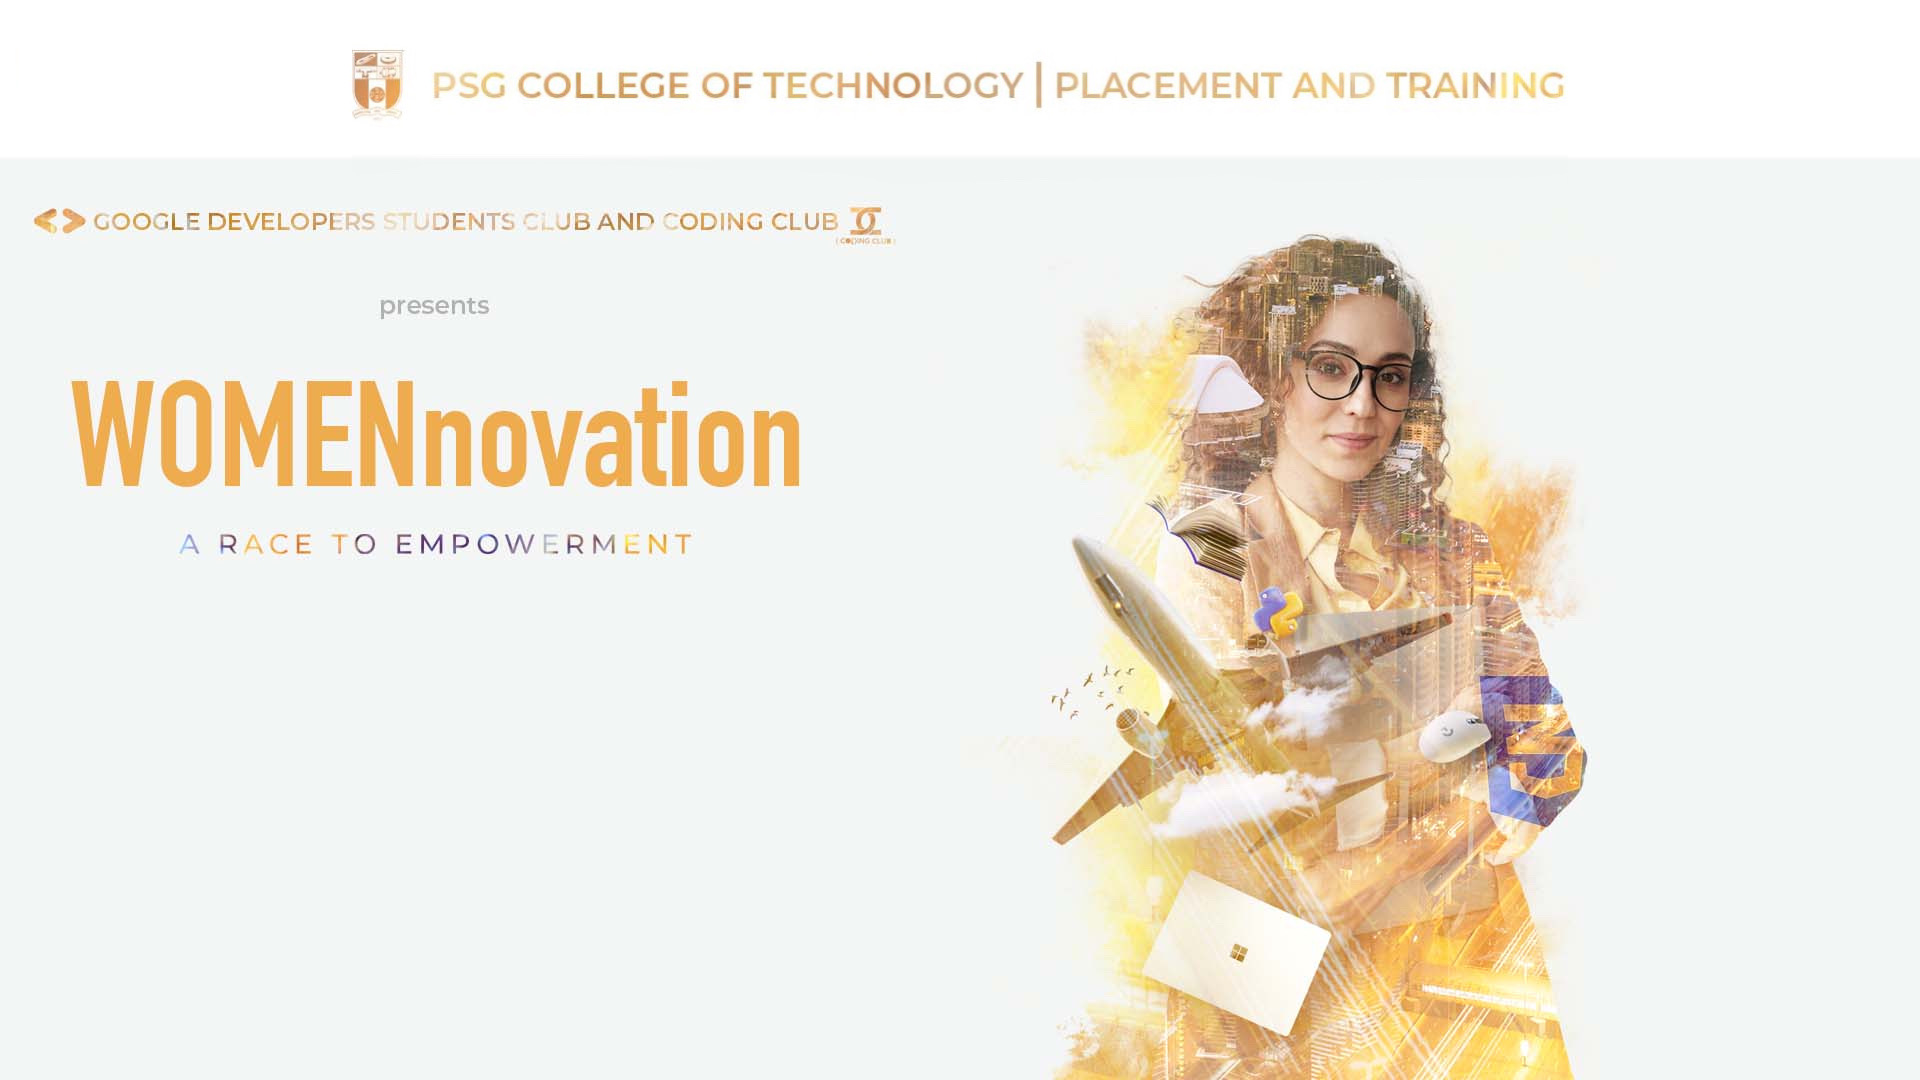 PSG COLLEGE OF TECHNOLOGY | PLACEMENT AND TRAINING
GOOGLE DEVELOPERS STUDENTS CLUB AND CODING CLUB
presents
WOMENnovation
A RACE TO EMPOWERMENT